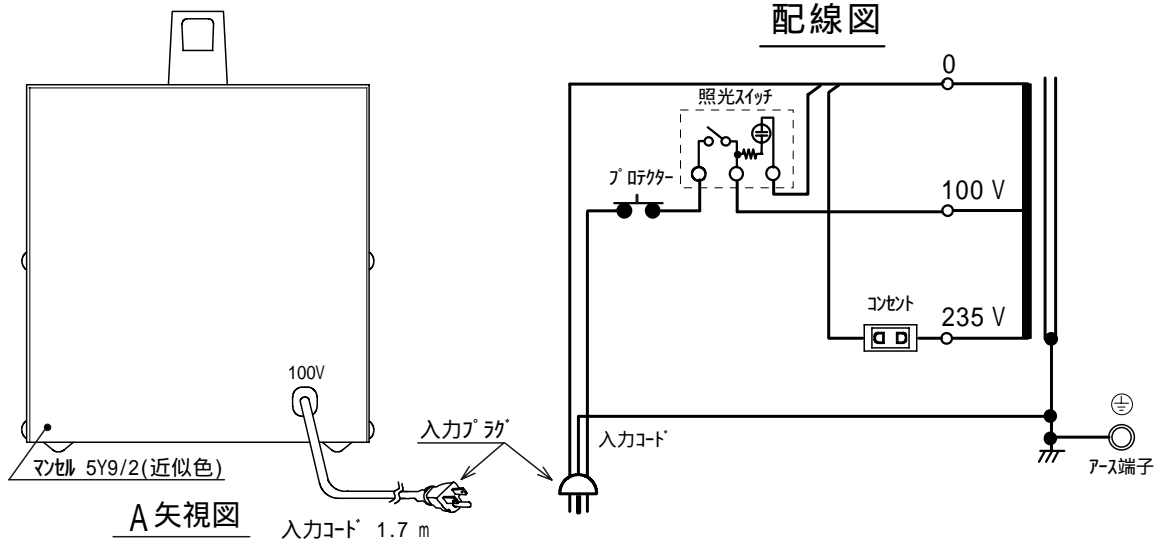 配線図
0
照光スイッチ
プロテクター
100 V
コンセント
235 V
100V
入力プラグ
入力コード
アース端子
マンセル 5Y9/2(近似色)
A 矢視図
入力コード 1.7 m